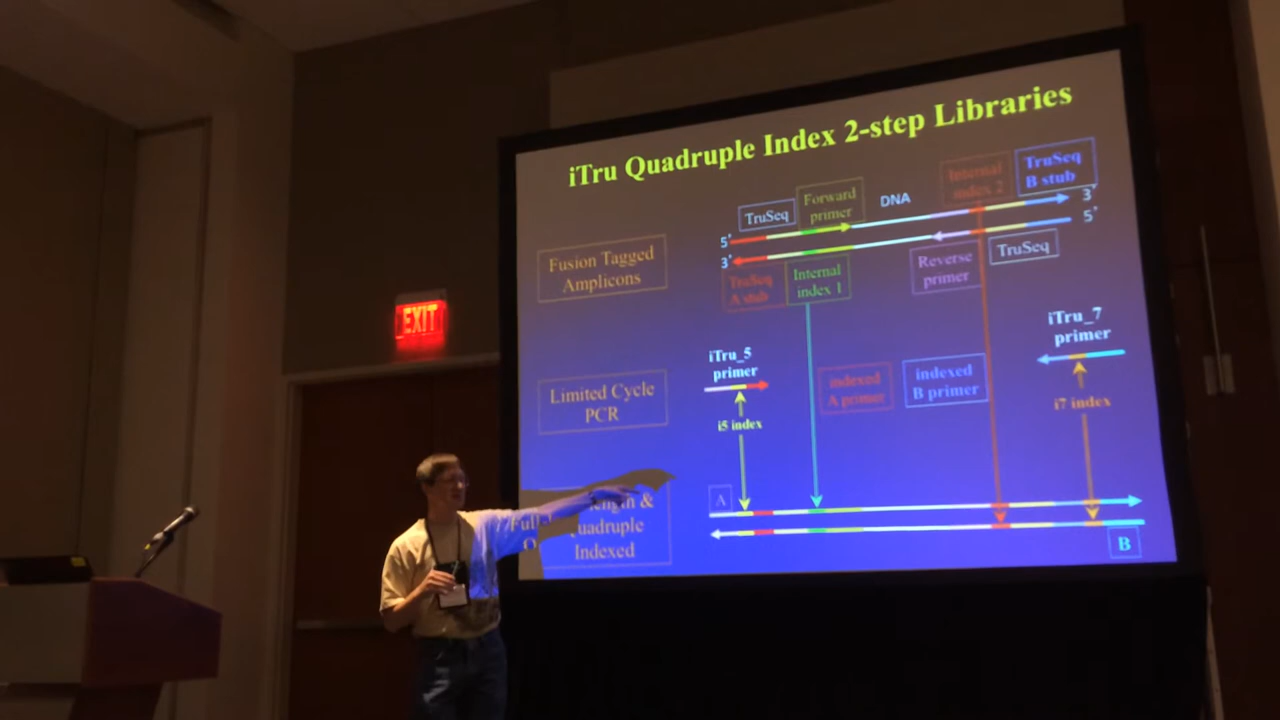 iTru Quadruple Index 2-step Libraries
TruSeq
Forward
primer
DNA
Internal
index 2
TruSeq
B stub
5'
3'
3'
5'
Fusion Tagged
Amplicons
TruSeq
A stub
Internal
index 1
Reverse
primer
TruSeq
iTru_5
primer
iTru_7
primer
Limited Cycle
PCR
indexed
A primer
indexed
B primer
i5 index
i7 index
A
&
Indexed
B
EXIT